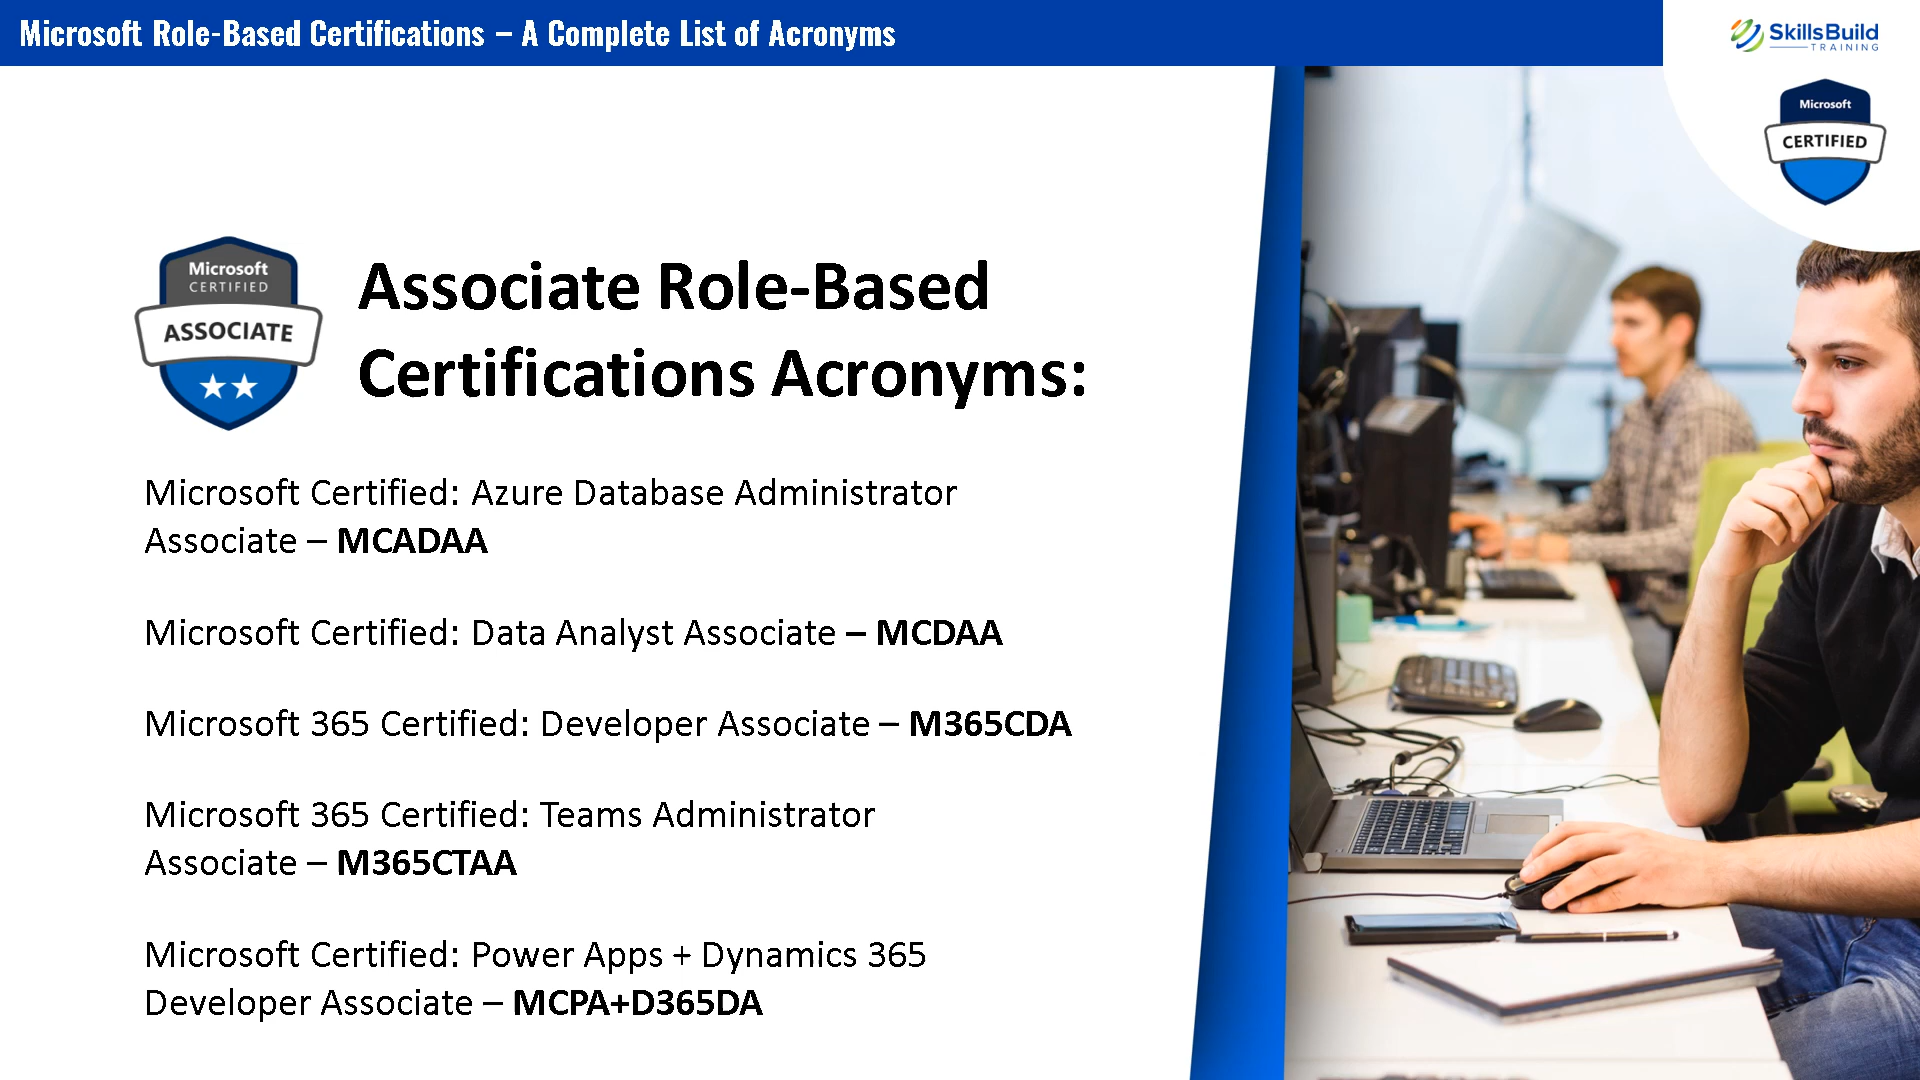 Microsoft Role-Based Certifications – A Complete List of Acronyms
SkillsBuild
TRAINING
Microsoft
CERTIFIED
Microsoft
CERTIFIED
ASSOCIATE
Associate Role-Based
Certifications Acronyms:
Microsoft Certified: Azure Database Administrator
Associate – MCADAA
Microsoft Certified: Data Analyst Associate – MCDAA
Microsoft 365 Certified: Developer Associate – M365CDA
Microsoft 365 Certified: Teams Administrator
Associate – M365CTAA
Microsoft Certified: Power Apps + Dynamics 365
Developer Associate – MCPA+D365DA